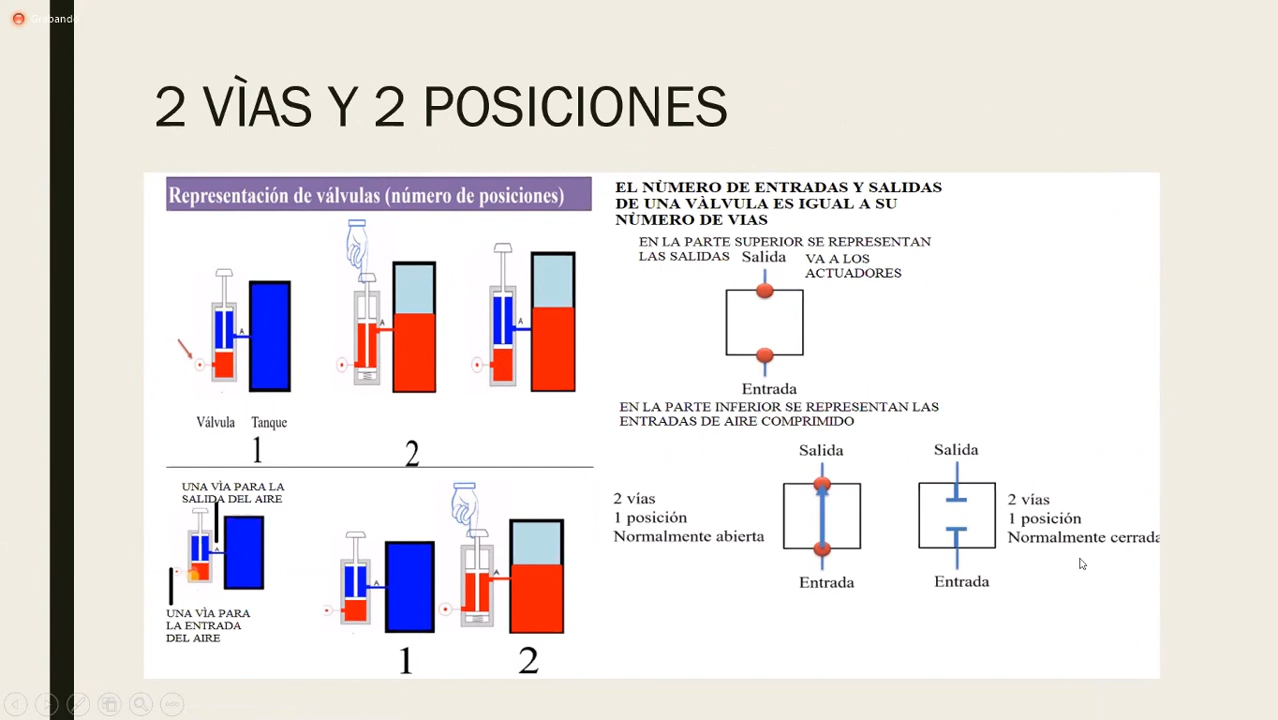 Grabando
2 VÌAS Y 2 POSICIONES
Representación de válvulas (número de posiciones)
A
A
A
Válvula Tanque
1
2
UNA VÌA PARA LA
SALIDA DEL AIRE
A
UNA VÌA PARA
LA ENTRADA
DEL AIRE
A
A
1
2
EL NÙMERO DE ENTRADAS Y SALIDAS
DE UNA VÀLVULA ES IGUAL A SU
NÙMERO DE VIAS
EN LA PARTE SUPERIOR SE REPRESENTAN
LAS SALIDAS
Salida
VA A LOS
ACTUADORES
Entrada
EN LA PARTE INFERIOR SE REPRESENTAN LAS
ENTRADAS DE AIRE COMPRIMIDO
Salida
2 vías
1 posición
Normalmente abierta
Entrada
Salida
2 vías
1 posición
Normalmente cerrada
Entrada